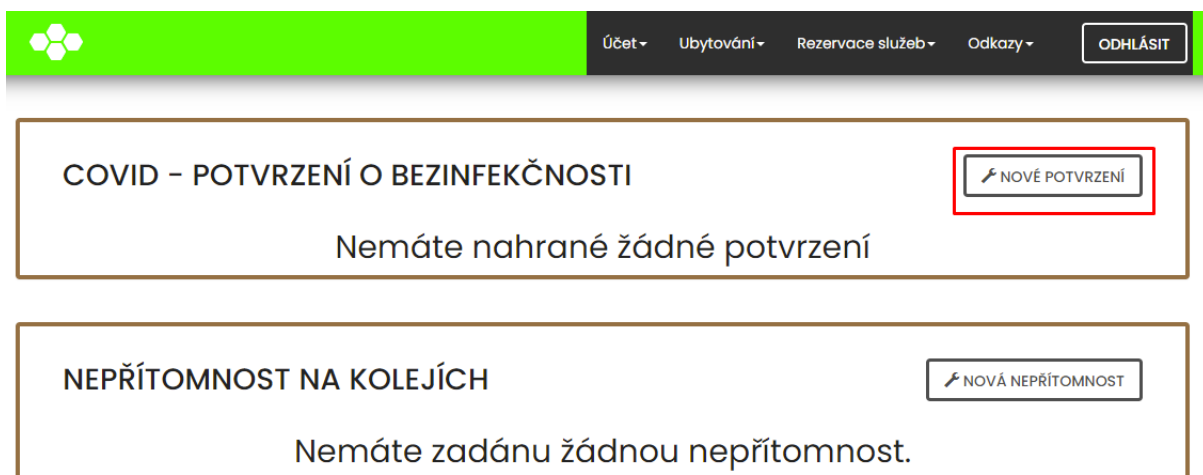 Účet Ubytování Rezervace služeb Odkazy ODHLÁSIT
COVID - POTVRZENÍ O BEZINFEKČNOSTI
NOVÉ POTVRZENÍ
Nemáte nahrané žádné potvrzení
NEPŘÍTOMNOST NA KOLEJÍCH
NOVÁ NEPŘÍTOMNOST
Nemáte zadánu žádnou nepřítomnost.